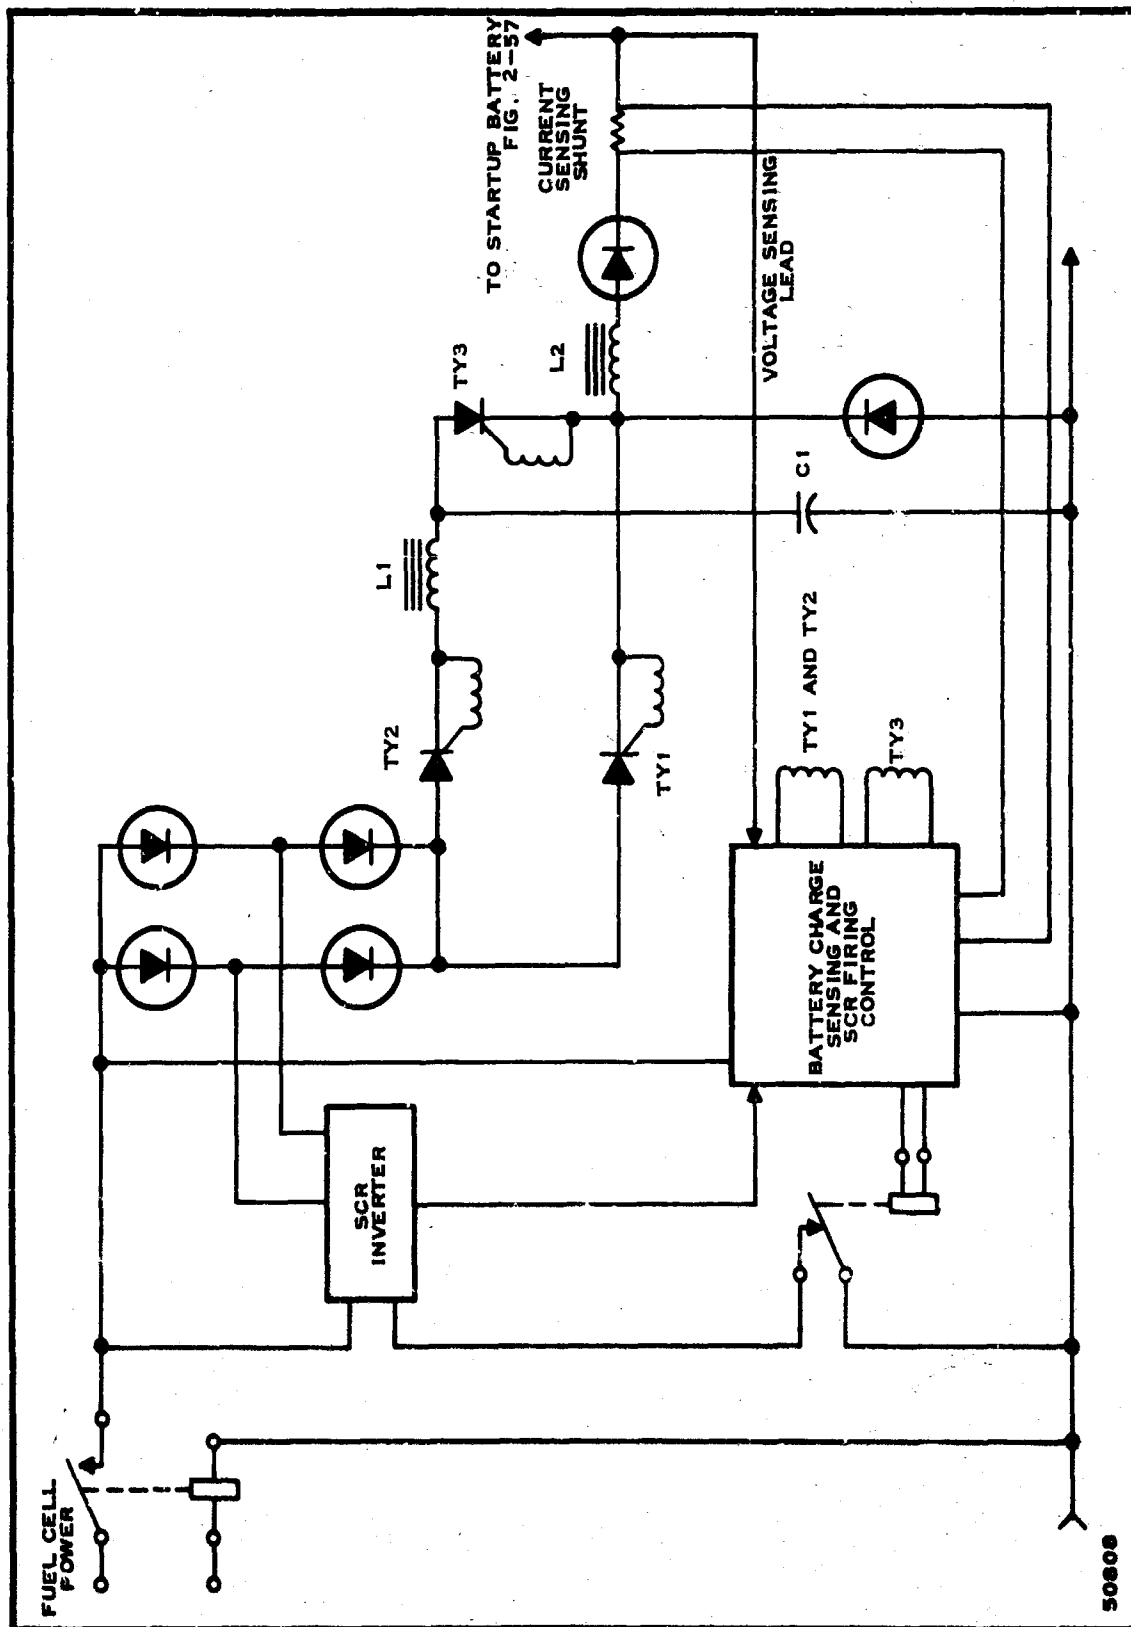 FUEL CELL
POWER
SCR
INVERTER
TY2
L1
TY3
TO STARTUP BATTERY
FIG. 2-57
CURRENT
SENSING
SHUNT
L2
TY1
VOLTAGE SENSING
LEAD
C1
BATTERY CHARGE
SENSING AND
SCR FIRING
CONTROL
TY1 AND TY2
TY3
50808